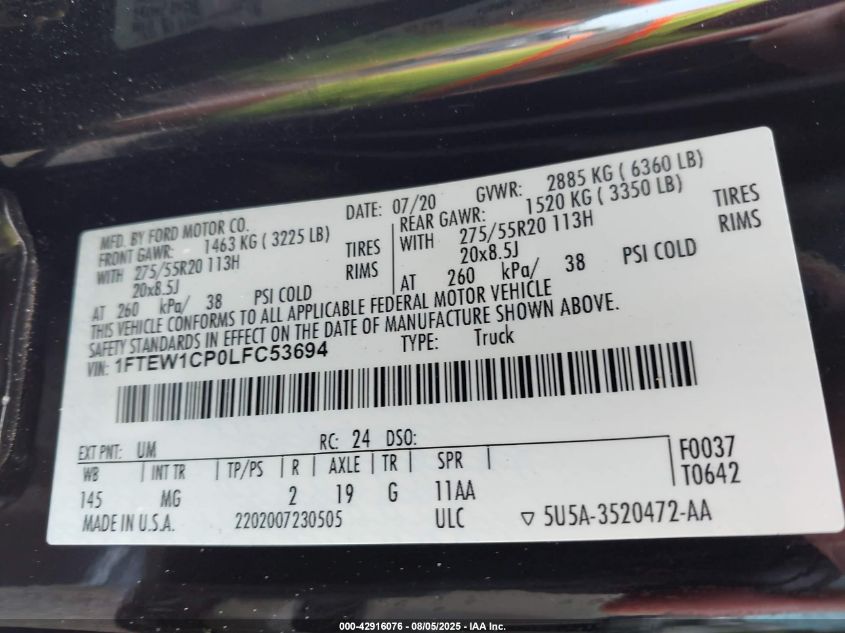 MFD. BY FORD MOTOR CO. DATE: 07/20 GVWR: 2885 KG ( 6360 LB)
FRONT GAWR: 1463 KG ( 3225 LB) REAR GAWR: 1520 KG ( 3350 LB)
WITH 275/55R20 113H TIRES WITH 275/55R20 113H TIRES
20x8.5J RIMS 20x8.5J RIMS
AT 260 kPa/ 38 PSI COLD AT 260 kPa/ 38 PSI COLD
THIS VEHICLE CONFORMS TO ALL APPLICABLE FEDERAL MOTOR VEHICLE
SAFETY STANDARDS IN EFFECT ON THE DATE OF MANUFACTURE SHOWN ABOVE.
VIN: 1FTEW1CP0LFC53694 TYPE: Truck
EXT PNT: UM RC: 24 DSO:
WB INT TR TP/PS R AXLE TR SPR F0037
145 MG 2 19 G 11AA T0642
MADE IN U.S.A. 2202007230505 ULC ▽ 5U5A-3520472-AA
000-42916076 - 08/05/2025 - IAA Inc.